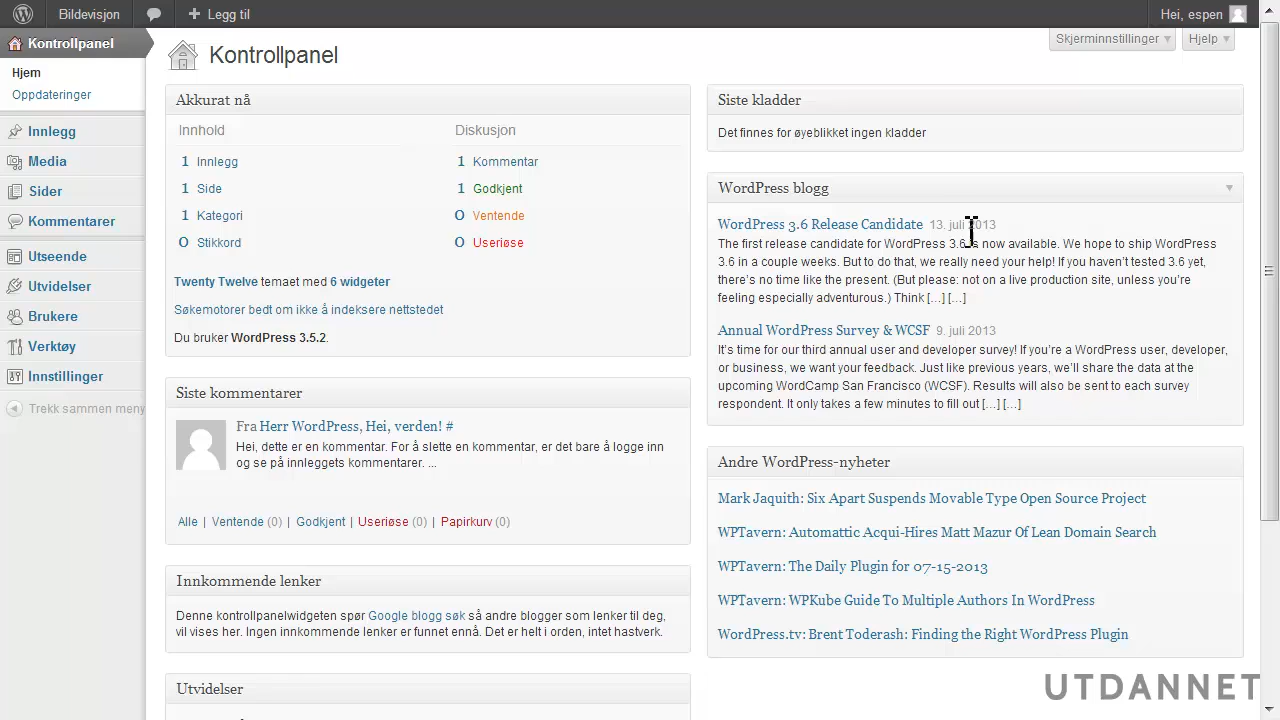 Bildevisjon
Legg til
Hei, espen
Kontrollpanel
Hjem
Oppdateringer
Innlegg
Media
Sider
Kommentarer
Utseende
Utvidelser
Brukere
Verktøy
Innstillinger
Trekk sammen meny
Skjerminnstillinger
Hjelp
Kontrollpanel
Akkurat nå
Innhold
1 Innlegg
1 Side
1 Kategori
0 Stikkord
Diskusjon
1 Kommentar
1 Godkjent
0 Ventende
0 Useriøse
Twenty Twelve temaet med 6 widgeter
Søkemotorer bedt om ikke å indeksere nettstedet
Du bruker WordPress 3.5.2.
Siste kommentarer
Fra Herr WordPress, Hei, verden! #
Hei, dette er en kommentar. For å slette en kommentar, er det bare å logge inn
og se på innleggets kommentarer. ...
Alle | Ventende (0) | Godkjent | Useriøse (0) | Papirkurv (0)
Innkommende lenker
Denne kontrollpanelwidgeten spør Google blogg søk så andre blogger som lenker til deg,
vil vises her. Ingen innkommende lenker er funnet ennå. Det er helt i orden, intet hastverk.
Utvidelser
Siste kladder
Det finnes for øyeblikket ingen kladder
WordPress blogg
WordPress 3.6 Release Candidate 13. juli 2013
The first release candidate for WordPress 3.6 is now available. We hope to ship WordPress
3.6 in a couple weeks. But to do that, we really need your help! If you haven't tested 3.6 yet,
there's no time like the present. (But please: not on a live production site, unless you're
feeling especially adventurous.) Think [...] [...]
Annual WordPress Survey & WCSF 9. juli 2013
It's time for our third annual user and developer survey! If you're a WordPress user, developer,
or business, we want your feedback. Just like previous years, we'll share the data at the
upcoming WordCamp San Francisco (WCSF). Results will also be sent to each survey
respondent. It only takes a few minutes to fill out [...] [...]
Andre WordPress-nyheter
Mark Jaquith: Six Apart Suspends Movable Type Open Source Project
WPTavern: Automattic Acqui-Hires Matt Mazur Of Lean Domain Search
WPTavern: The Daily Plugin for 07-15-2013
WPTavern: WPKube Guide To Multiple Authors In WordPress
WordPress.tv: Brent Toderash: Finding the Right WordPress Plugin
UTDANNET